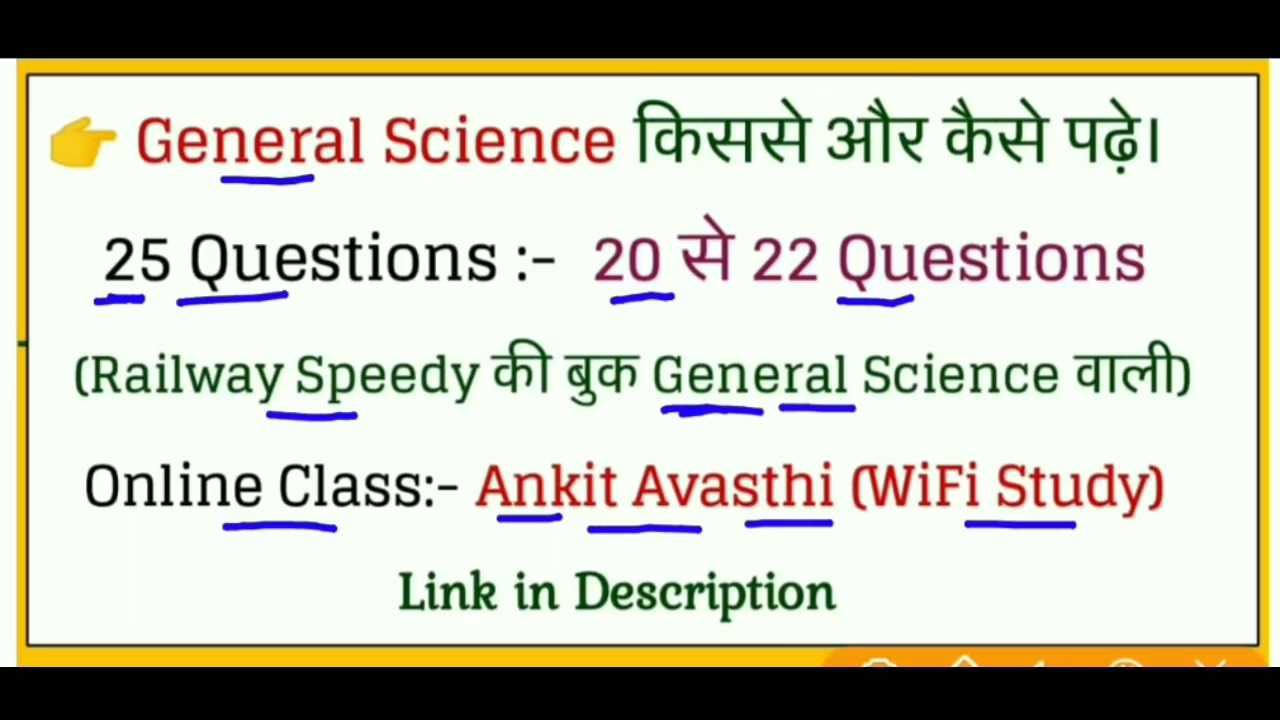 👉 General Science किससे और कैसे पढ़े।
25 Questions :- 20 से 22 Questions
(Railway Speedy की बुक General Science वाली)
Online Class:- Ankit Avasthi (WiFi Study)
Link in Description